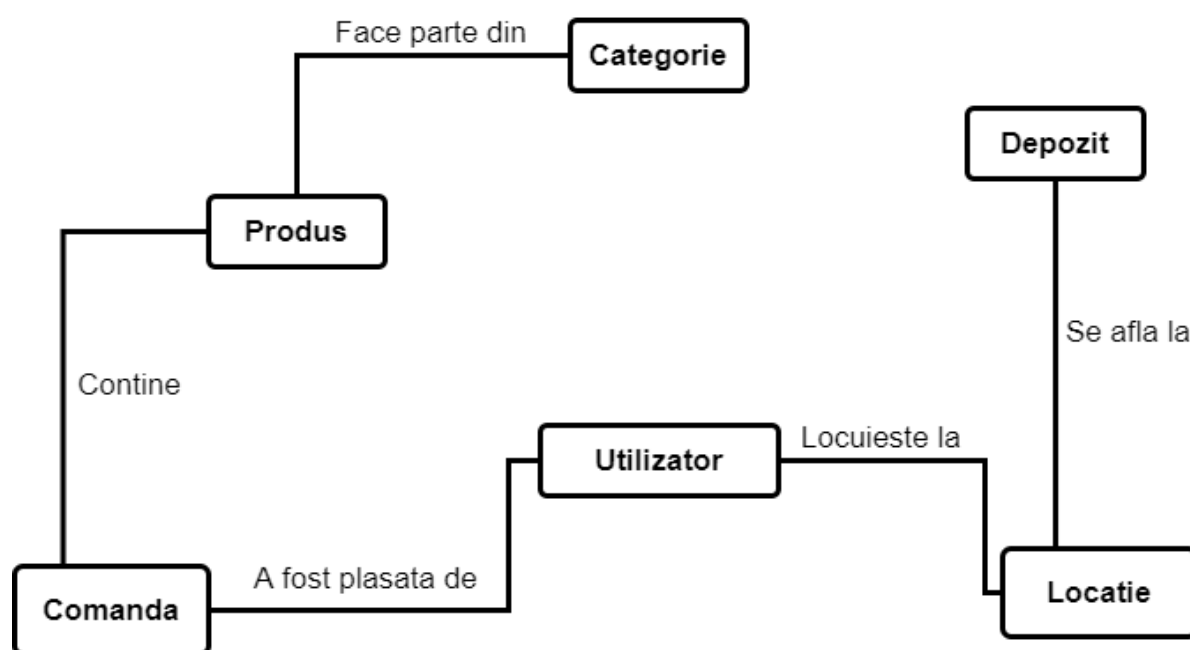 Face parte din
Categorie
Depozit
Produs
Se afla la
Contine
Utilizator
Locuieste la
A fost plasata de
Comanda
Locatie